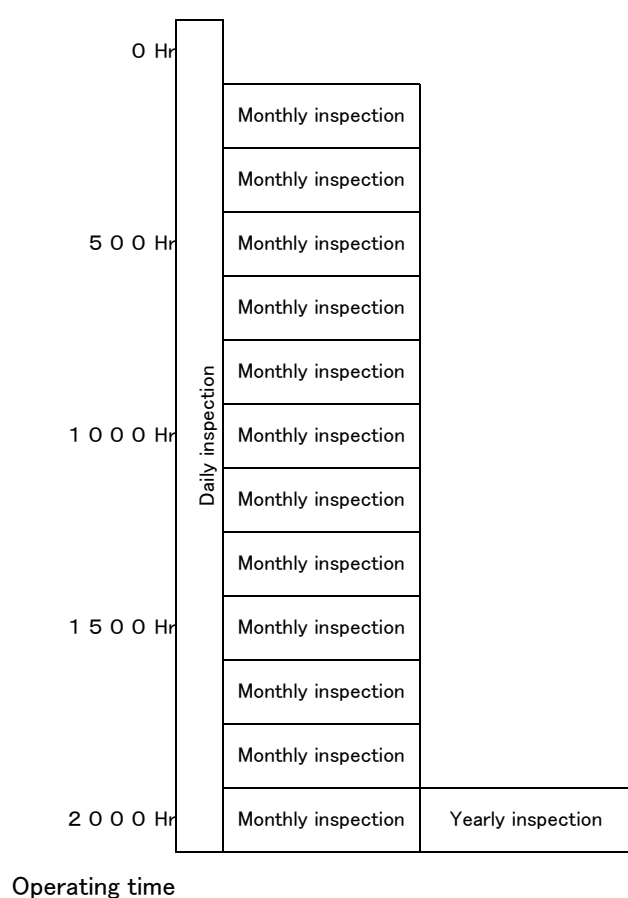 0 Hr
Monthly inspection
Monthly inspection
500 Hr
Monthly inspection
Monthly inspection
Monthly inspection
Daily inspection
1000 Hr
Monthly inspection
Monthly inspection
Monthly inspection
1500 Hr
Monthly inspection
Monthly inspection
Monthly inspection
2000 Hr
Monthly inspection
Yearly inspection
Operating time